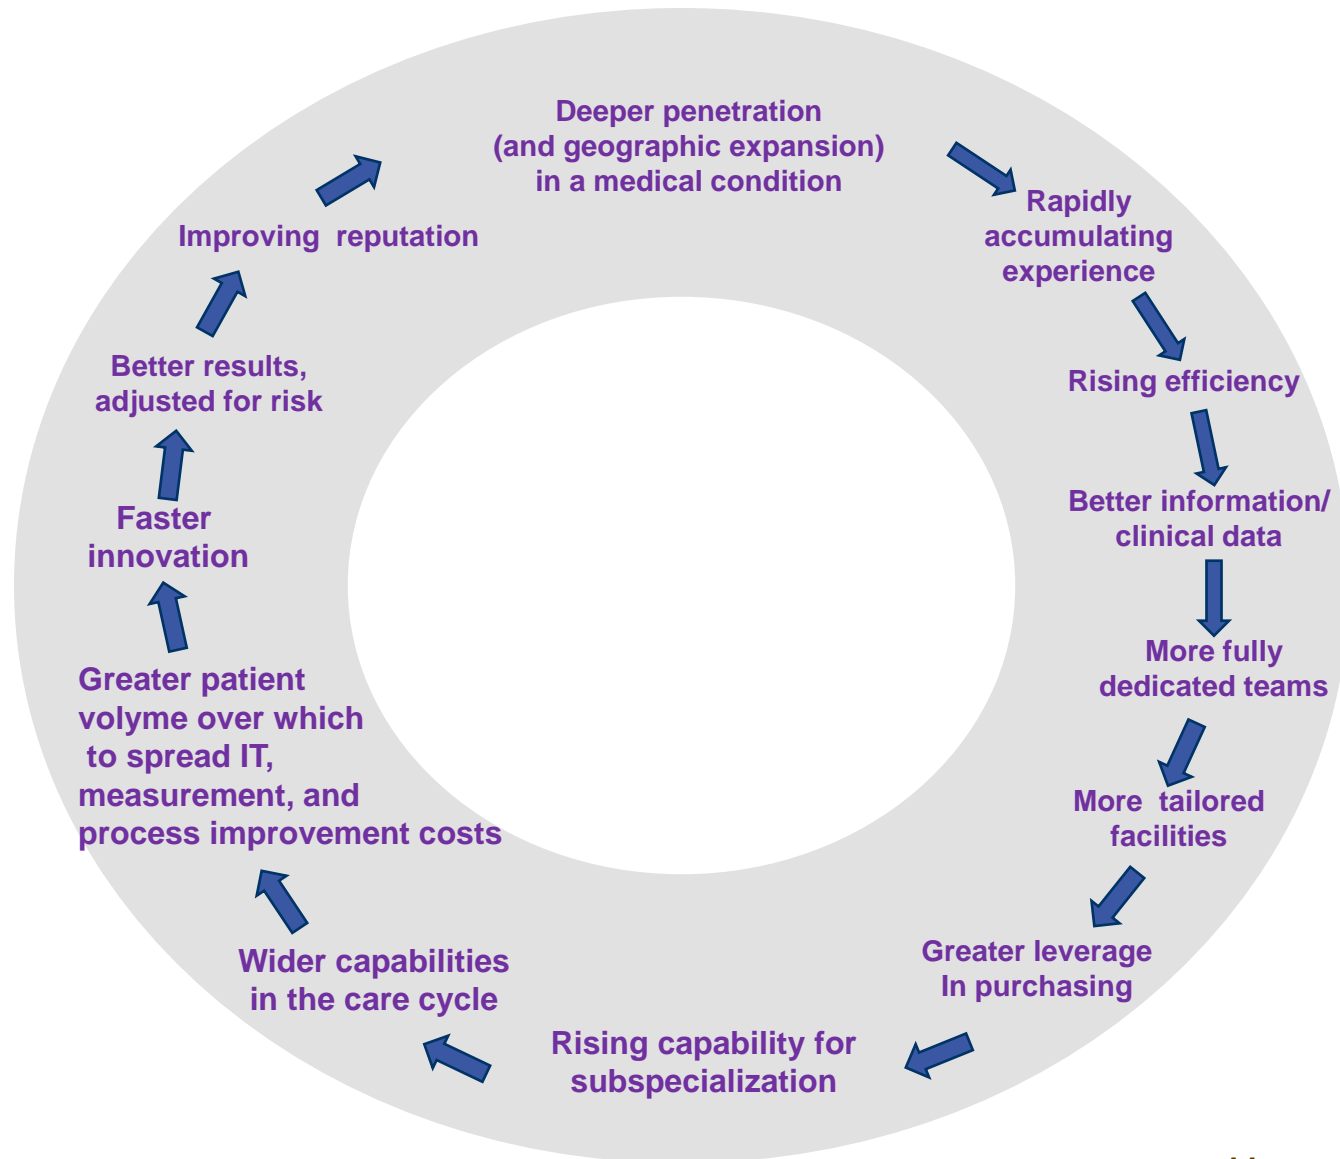 Deeper penetration
(and geographic expansion)
in a medical condition
Rapidly
accumulating
experience
Rising efficiency
Better information/
clinical data
More fully
dedicated teams
More tailored
facilities
Greater leverage
In purchasing
Rising capability for
subspecialization
Wider capabilities
in the care cycle
Greater patient
volyme over which
to spread IT,
measurement, and
process improvement costs
Faster
innovation
Better results,
adjusted for risk
Improving reputation